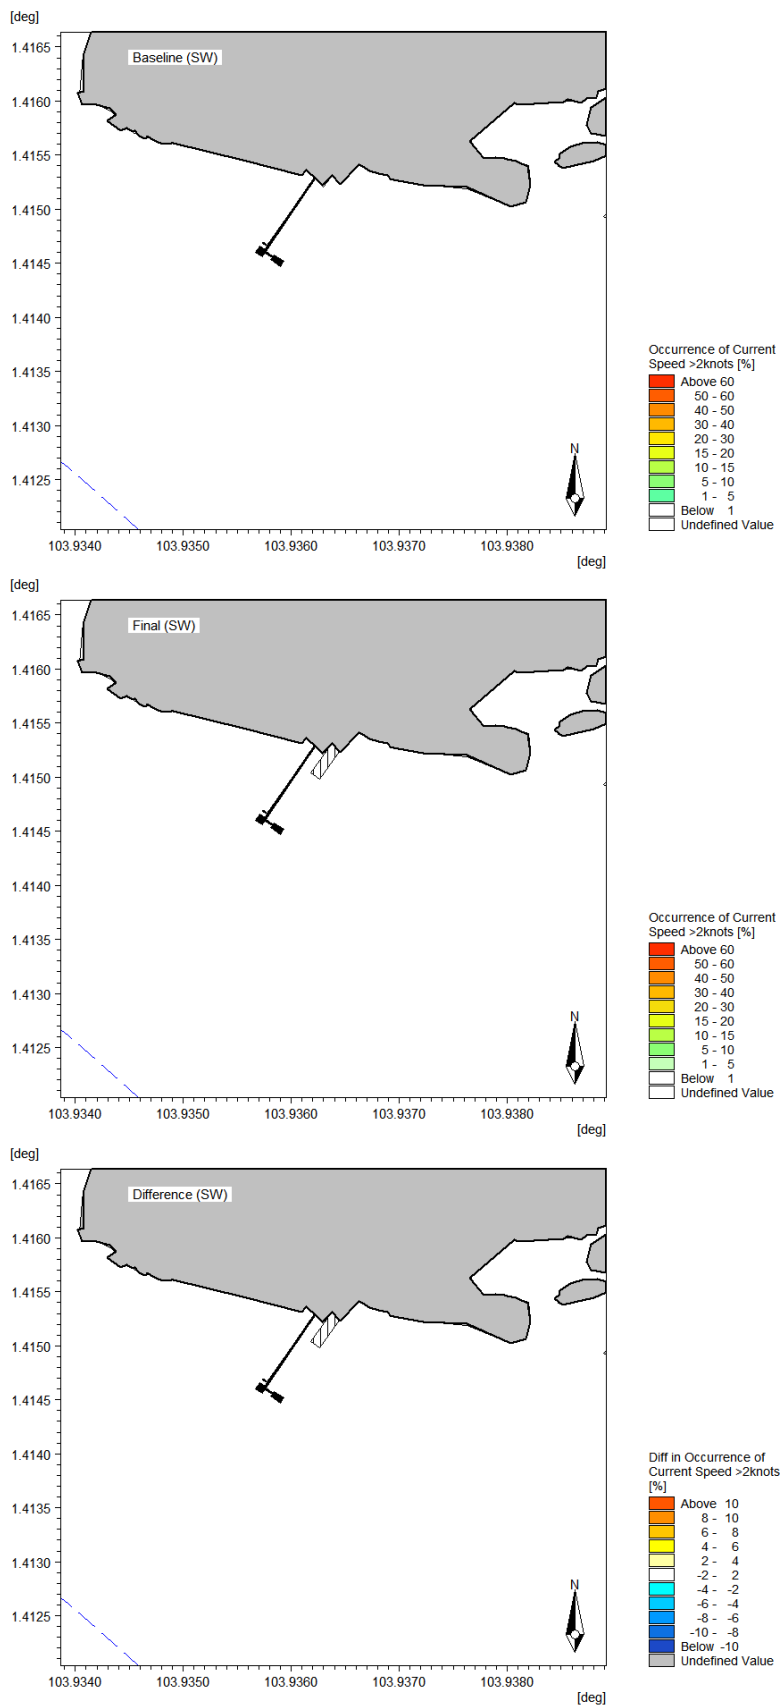 [deg]
1.4165
Baseline (SW)
1.4160
1.4155
1.4150
1.4145
1.4140
1.4135
1.4130
1.4125
N
103.9340 103.9350 103.9360 103.9370 103.9380
[deg]
Occurrence of Current
Speed >2knots [%]
Above 60
50 - 60
40 - 50
30 - 40
20 - 30
15 - 20
10 - 15
5 - 10
1 - 5
Below 1
Undefined Value
[deg]
1.4165
Final (SW)
1.4160
1.4155
1.4150
1.4145
1.4140
1.4135
1.4130
1.4125
N
103.9340 103.9350 103.9360 103.9370 103.9380
[deg]
Occurrence of Current
Speed >2knots [%]
Above 60
50 - 60
40 - 50
30 - 40
20 - 30
15 - 20
10 - 15
5 - 10
1 - 5
Below 1
Undefined Value
[deg]
1.4165
Difference (SW)
1.4160
1.4155
1.4150
1.4145
1.4140
1.4135
1.4130
1.4125
N
103.9340 103.9350 103.9360 103.9370 103.9380
[deg]
Diff in Occurrence of
Current Speed >2knots
[%]
Above 10
8 - 10
6 - 8
4 - 6
2 - 4
-2 - 2
-4 - -2
-6 - -4
-8 - -6
-10 - -8
Below -10
Undefined Value